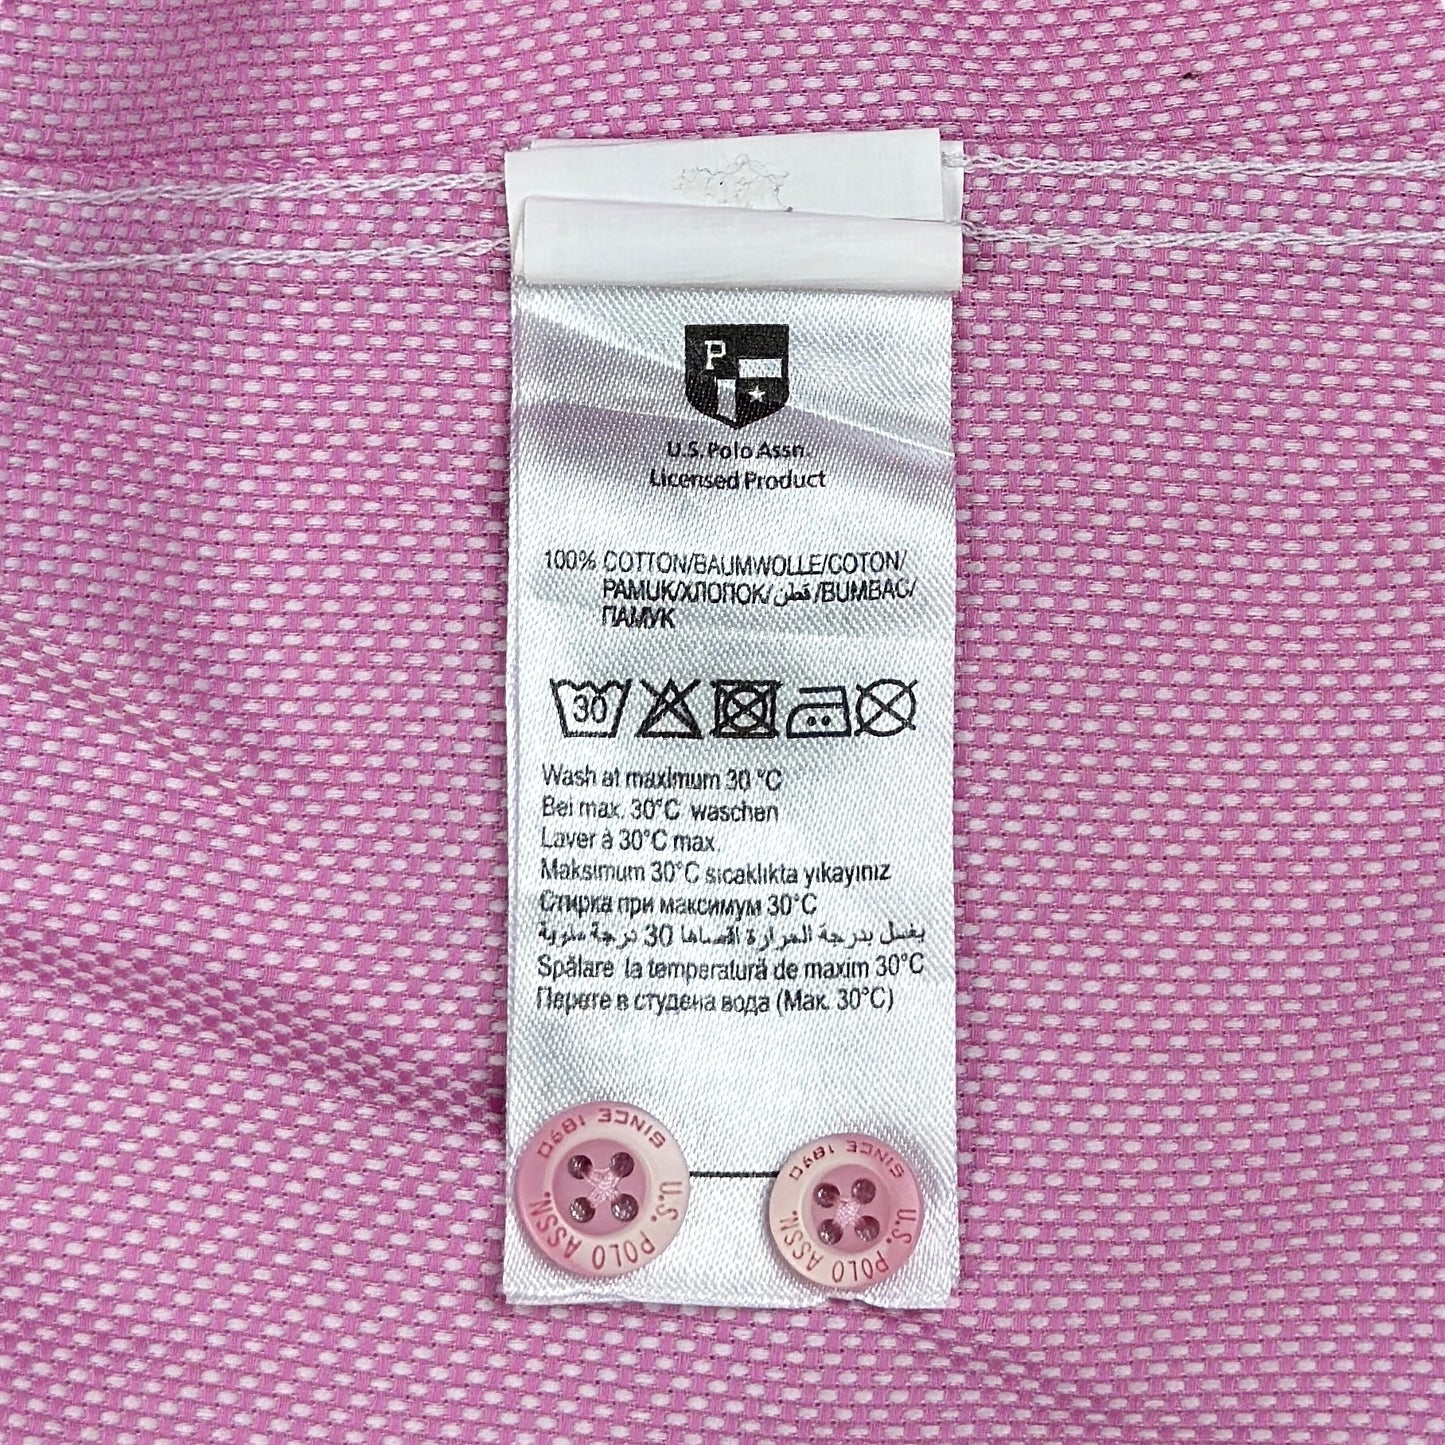 P
U.S. Polo Assn.
Licensed Product
100% COTTON/BAUMWOLLE/COTON/
PAMUK/ХЛОПОК/قطن/BUMBAC/
ПАМУК
30
Wash at maximum 30 °C
Bei max. 30°C waschen
Laver à 30°C max.
Maksımum 30°C sıcaklıkta yıkayınız
Стирка при максимум 30°C
يغسل بدرجة الحرارة اقصاها 30 درجة مئوية
Spălare la temperatură de maxim 30°C
Перете в студена вода (Мак. 30°C)
SINCE 1890
U.S. POLO ASSN.
SINCE 1890
U.S. POLO ASSN.